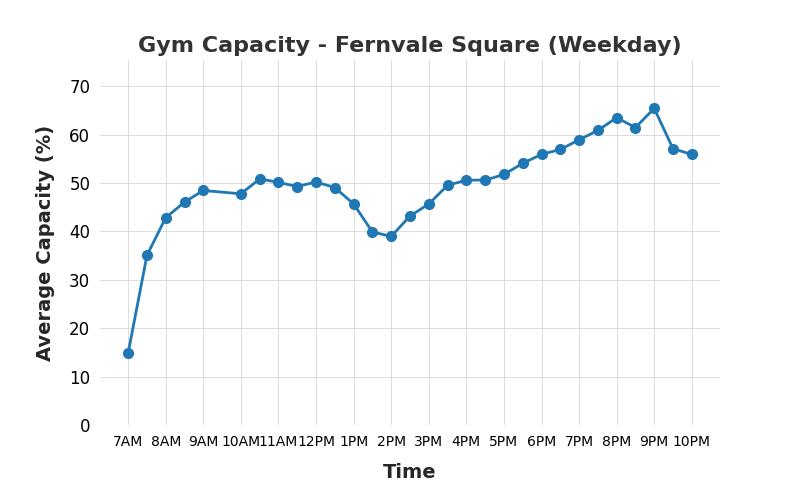 Gym Capacity - Fernvale Square (Weekday)
Average Capacity (%)
70
60
50
40
30
20
10
0
7AM 8AM 9AM 10AM 11AM 12PM 1PM 2PM 3PM 4PM 5PM 6PM 7PM 8PM 9PM 10PM
Time